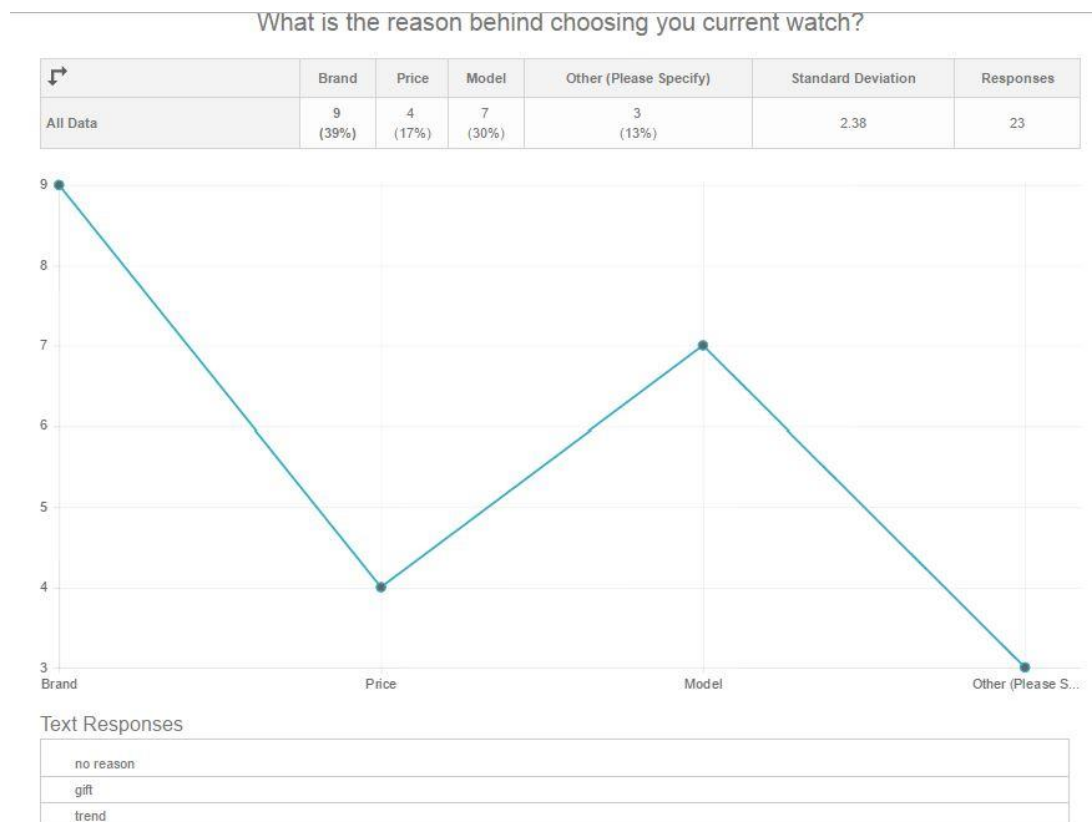 What is the reason behind choosing you current watch?
Brand Price Model Other (Please Specify) Standard Deviation Responses
All Data 9 (39%) 4 (17%) 7 (30%) 3 (13%) 2.38 23
9
8
7
6
5
4
3
Brand Price Model Other (Please S...
Text Responses
no reason
gift
trend